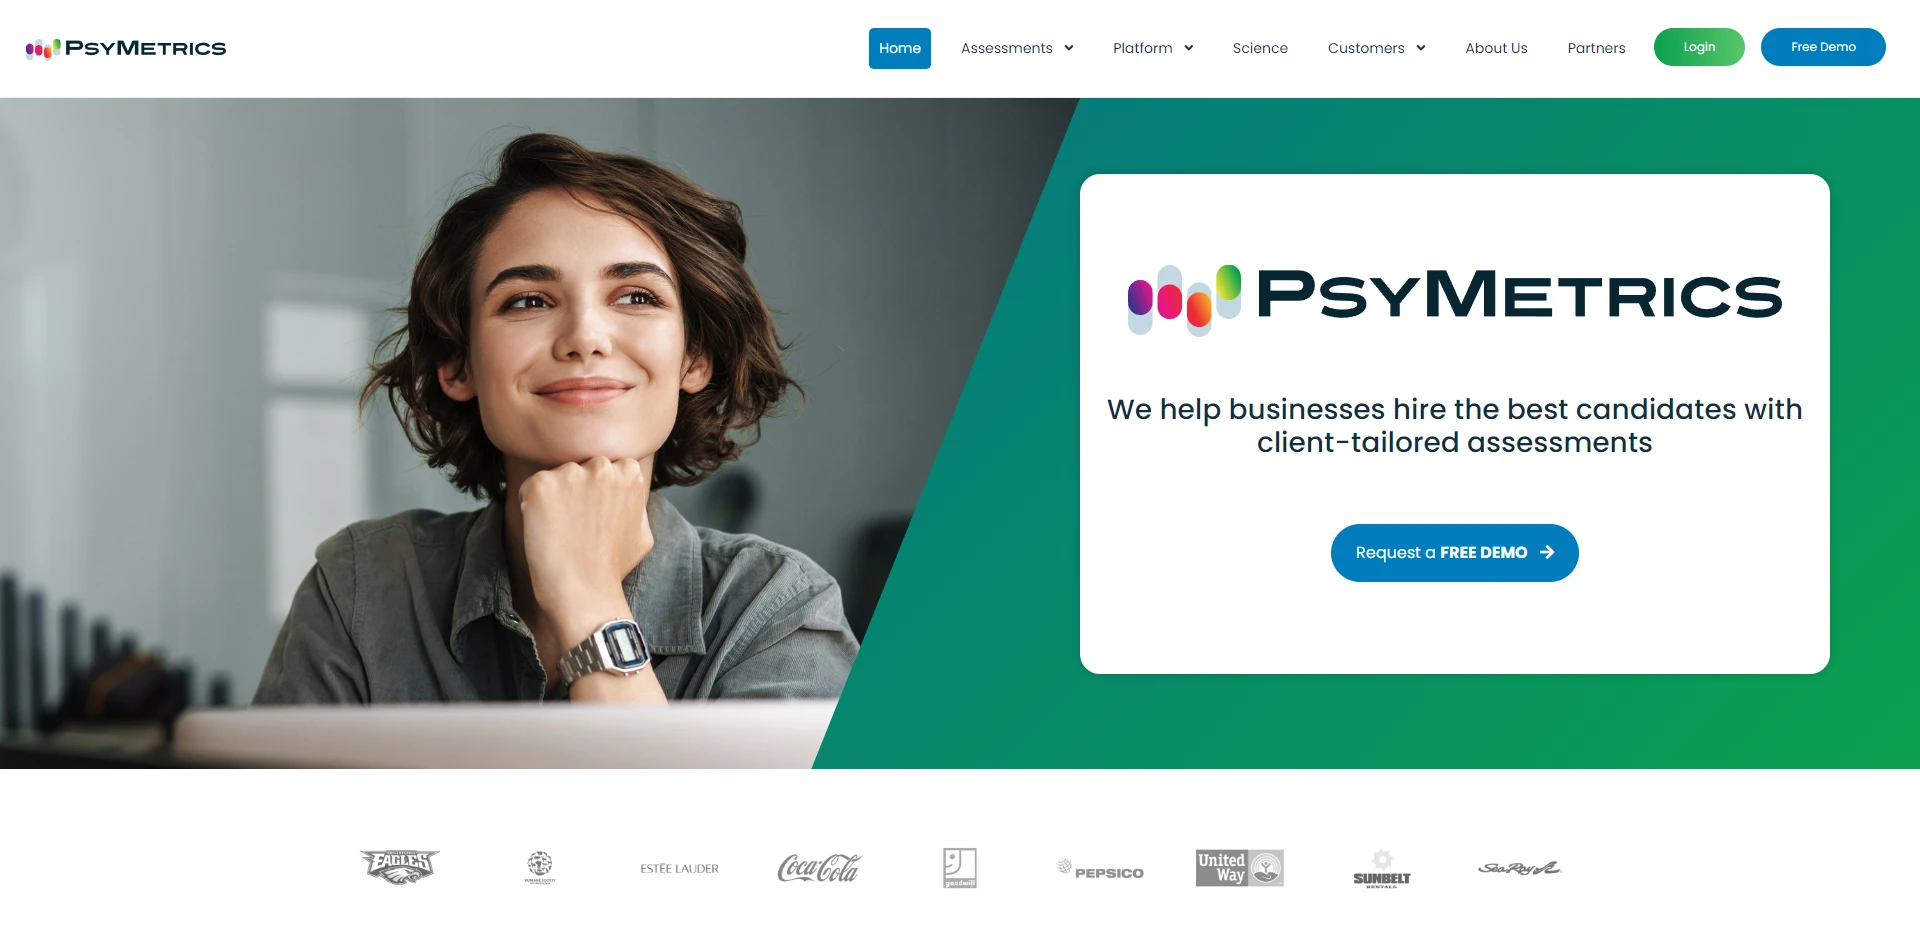 PSYMETRICS
Home
Assessments
Platform
Science
Customers
About Us
Partners
Login
Free Demo
PSYMETRICS
We help businesses hire the best candidates with
client-tailored assessments
Request a FREE DEMO
EAGLES
HUMANE SOCIETY
ESTĒE LAUDER
Coca-Cola
goodwill
PEPSICO
United
Way
SUNBELT
RENTALS
Sea Ray